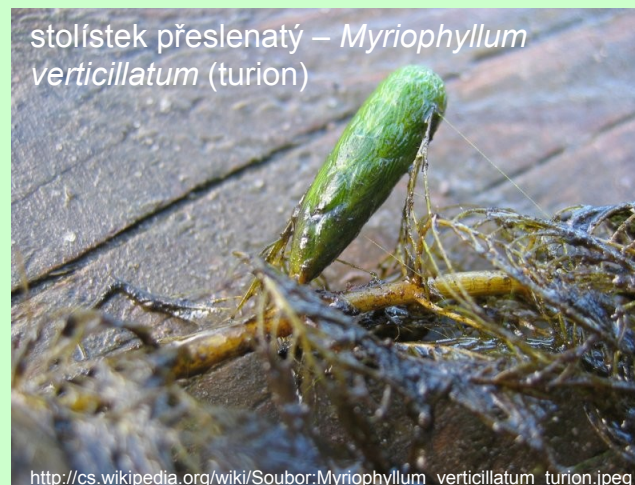 stolístek přeslenatý – Myriophyllum
verticillatum (turion)
http://cs.wikipedia.org/wiki/Soubor:Myriophyllum_verticillatum_turion.jpeg